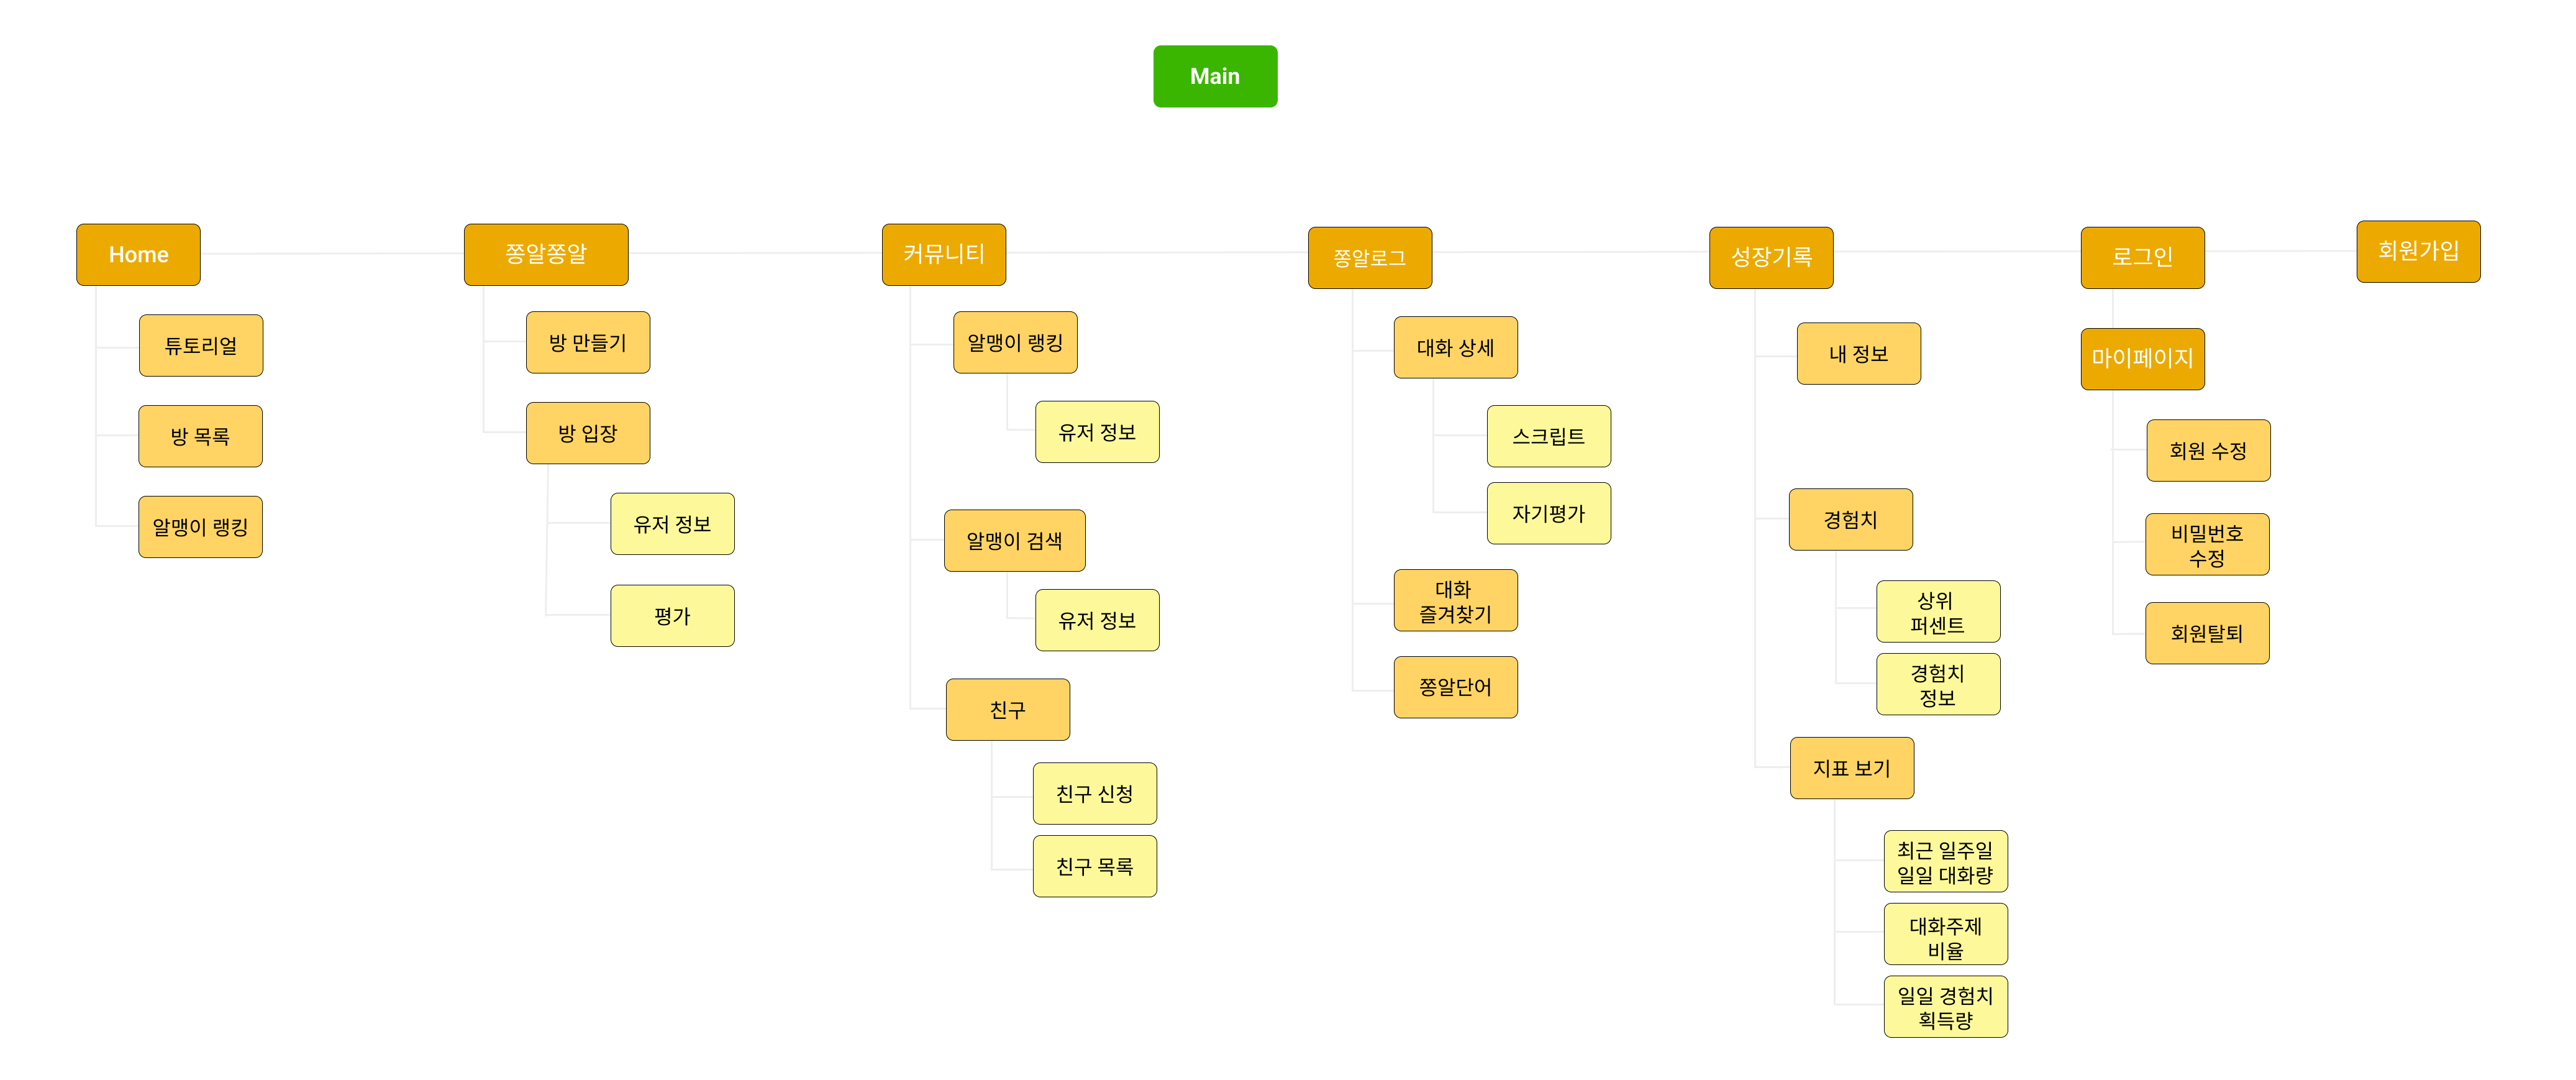 Main
Home
튜토리얼
방 목록
알맹이 랭킹
쫑알쫑알
방 만들기
방 입장
유저 정보
평가
커뮤니티
알맹이 랭킹
유저 정보
알맹이 검색
유저 정보
친구
친구 신청
친구 목록
쫑알로그
대화 상세
스크립트
자기평가
대화
즐겨찾기
쫑알단어
성장기록
내 정보
경험치
상위
퍼센트
경험치
정보
지표 보기
최근 일주일
일일 대화량
대화주제
비율
일일 경험치
획득량
로그인
마이페이지
회원 수정
비밀번호
수정
회원탈퇴
회원가입